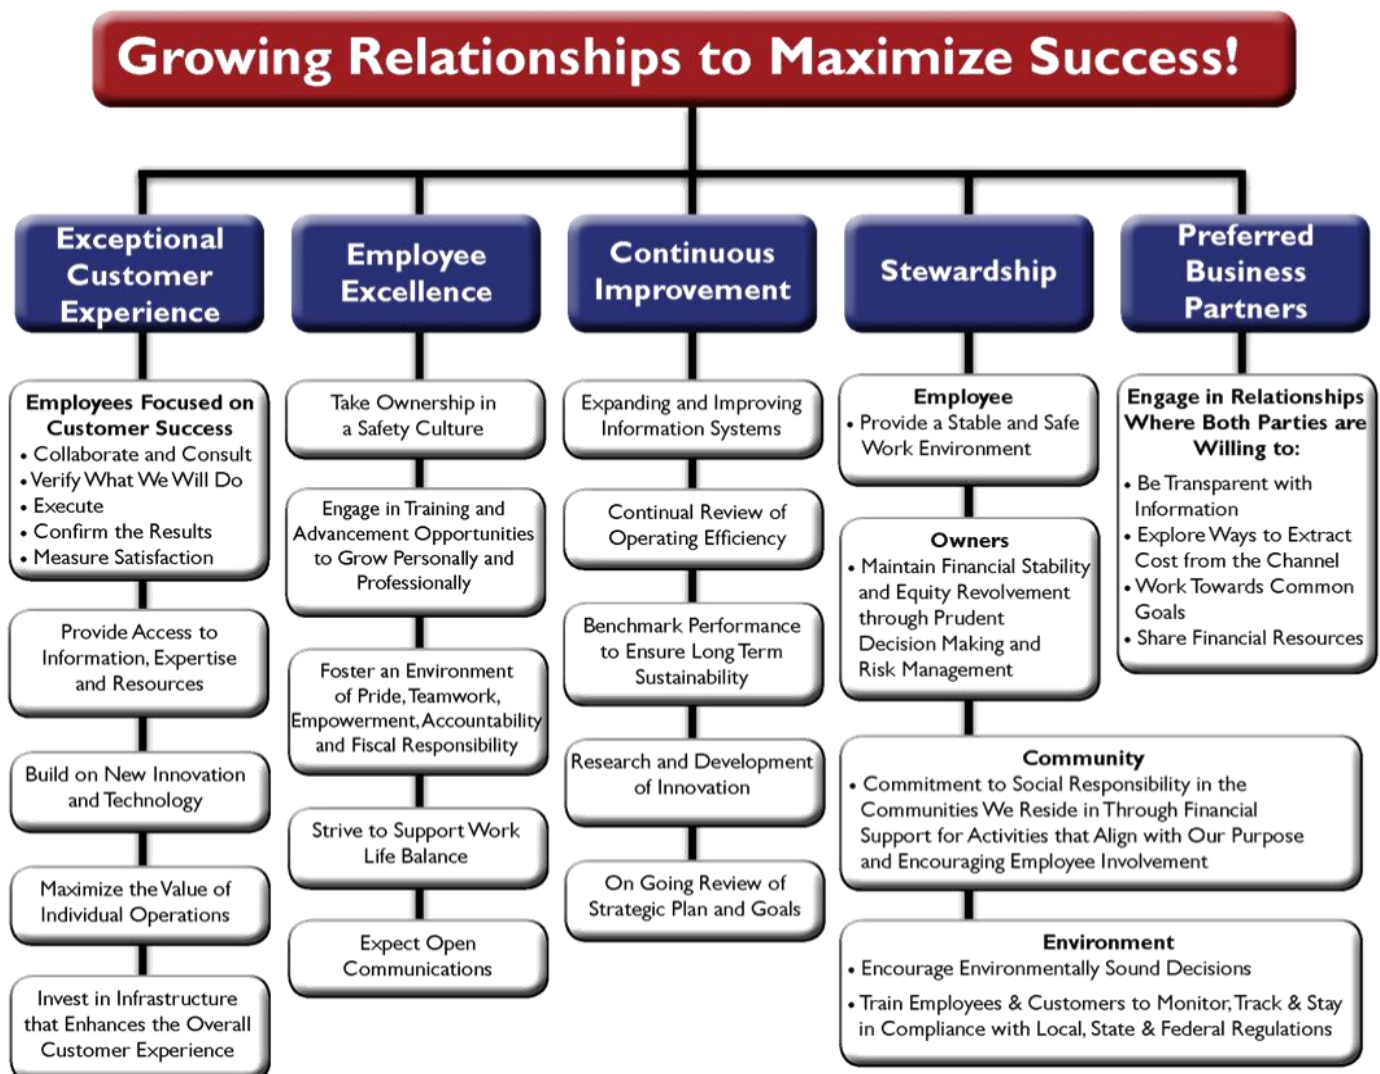 Growing Relationships to Maximize Success!
Exceptional
Customer
Experience
Employees Focused on
Customer Success
• Collaborate and Consult
• Verify What We Will Do
• Execute
• Confirm the Results
• Measure Satisfaction
Provide Access to
Information, Expertise
and Resources
Build on New Innovation
and Technology
Maximize the Value of
Individual Operations
Invest in Infrastructure
that Enhances the Overall
Customer Experience
Employee
Excellence
Take Ownership in
a Safety Culture
Engage in Training and
Advancement Opportunities
to Grow Personally and
Professionally
Foster an Environment
of Pride, Teamwork,
Empowerment, Accountability
and Fiscal Responsibility
Strive to Support Work
Life Balance
Expect Open
Communications
Continuous
Improvement
Expanding and Improving
Information Systems
Continual Review of
Operating Efficiency
Benchmark Performance
to Ensure Long Term
Sustainability
Research and Development
of Innovation
On Going Review of
Strategic Plan and Goals
Stewardship
Employee
• Provide a Stable and Safe
Work Environment
Owners
• Maintain Financial Stability
and Equity Revolvement
through Prudent
Decision Making and
Risk Management
Community
• Commitment to Social Responsibility in the
Communities We Reside in Through Financial
Support for Activities that Align with Our Purpose
and Encouraging Employee Involvement
Environment
• Encourage Environmentally Sound Decisions
• Train Employees & Customers to Monitor, Track & Stay
in Compliance with Local, State & Federal Regulations
Preferred
Business
Partners
Engage in Relationships
Where Both Parties are
Willing to:
• Be Transparent with
Information
• Explore Ways to Extract
Cost from the Channel
• Work Towards Common
Goals
• Share Financial Resources